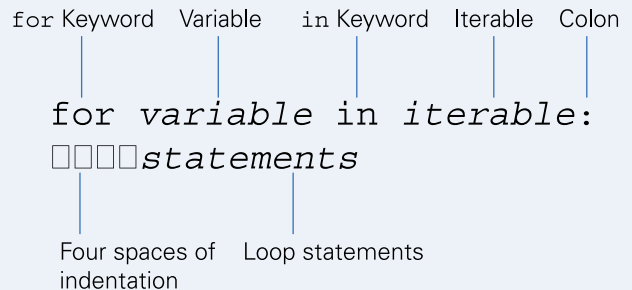 for Keyword Variable in Keyword Iterable Colon
for variable in iterable:
□□□□statements
Four spaces of Loop statements
indentation